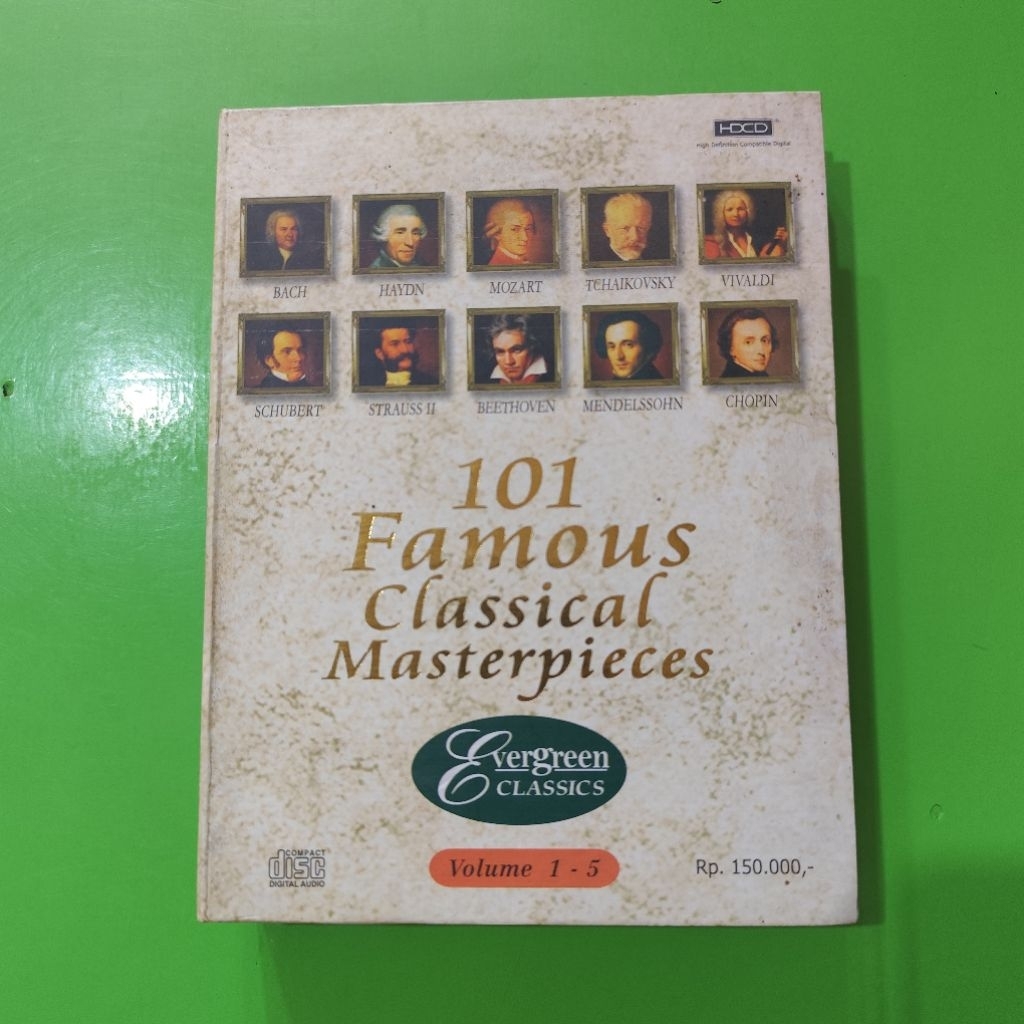 HDCD
High Definition Compatible Digital
BACH HAYDN MOZART TCHAIKOVSKY VIVALDI
SCHUBERT STRAUSS II BEETHOVEN MENDELSSOHN CHOPIN
101
Famous
Classical
Masterpieces
Evergreen
CLASSICS
COMPACT
disc
DIGITAL AUDIO
Volume 1 - 5
Rp. 150.000,-